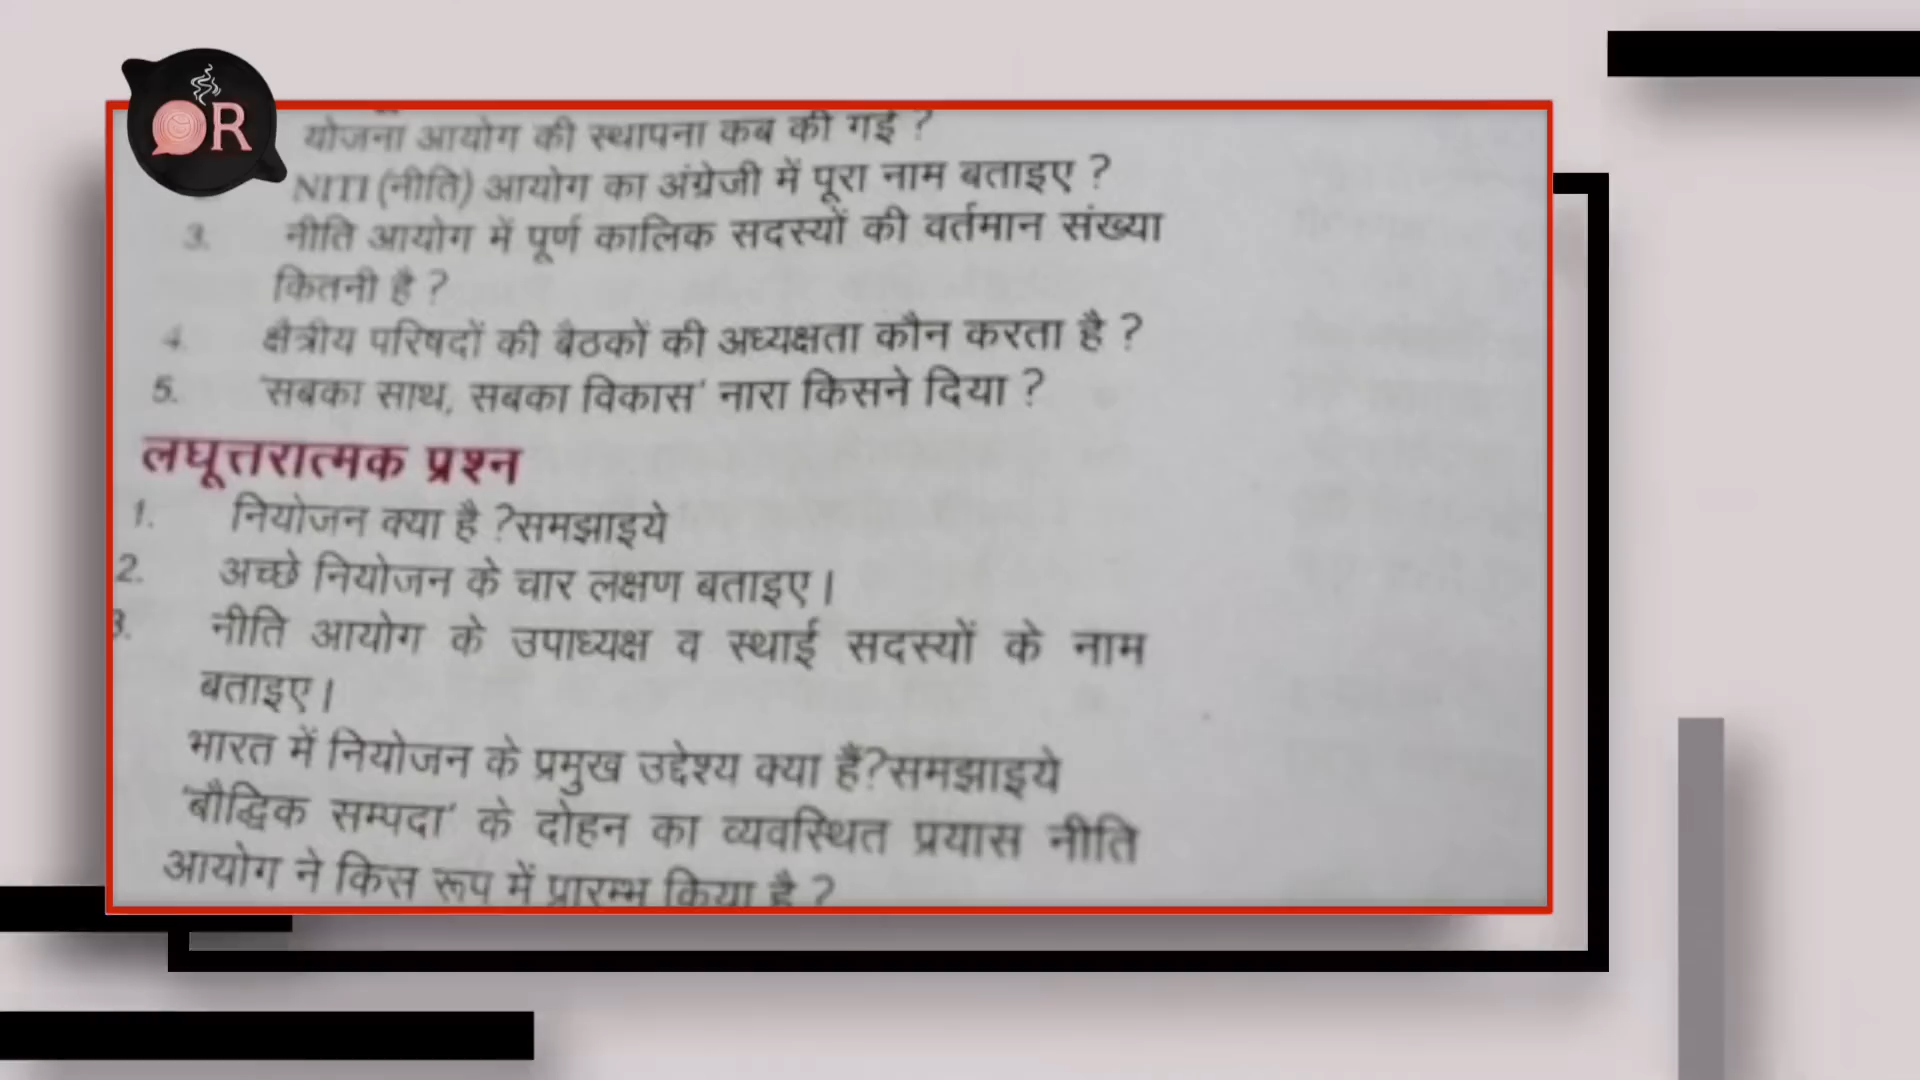 OR
योजना आयोग की स्थापना कब की गई ?
NITI (नीति) आयोग का अंग्रेजी में पूरा नाम बताइए ?
3. नीति आयोग में पूर्ण कालिक सदस्यों की वर्तमान संख्या
कितनी है ?
4. क्षैत्रीय परिषदों की बैठकों की अध्यक्षता कौन करता है ?
5. 'सबका साथ, सबका विकास' नारा किसने दिया ?
लघूत्तरात्मक प्रश्न
1. नियोजन क्या है ?समझाइये
2. अच्छे नियोजन के चार लक्षण बताइए।
3. नीति आयोग के उपाध्यक्ष व स्थाई सदस्यों के नाम
बताइए।
भारत में नियोजन के प्रमुख उद्देश्य क्या हैं?समझाइये
'बौद्धिक सम्पदा' के दोहन का व्यवस्थित प्रयास नीति
आयोग ने किस रूप में प्रारम्भ किया है ?